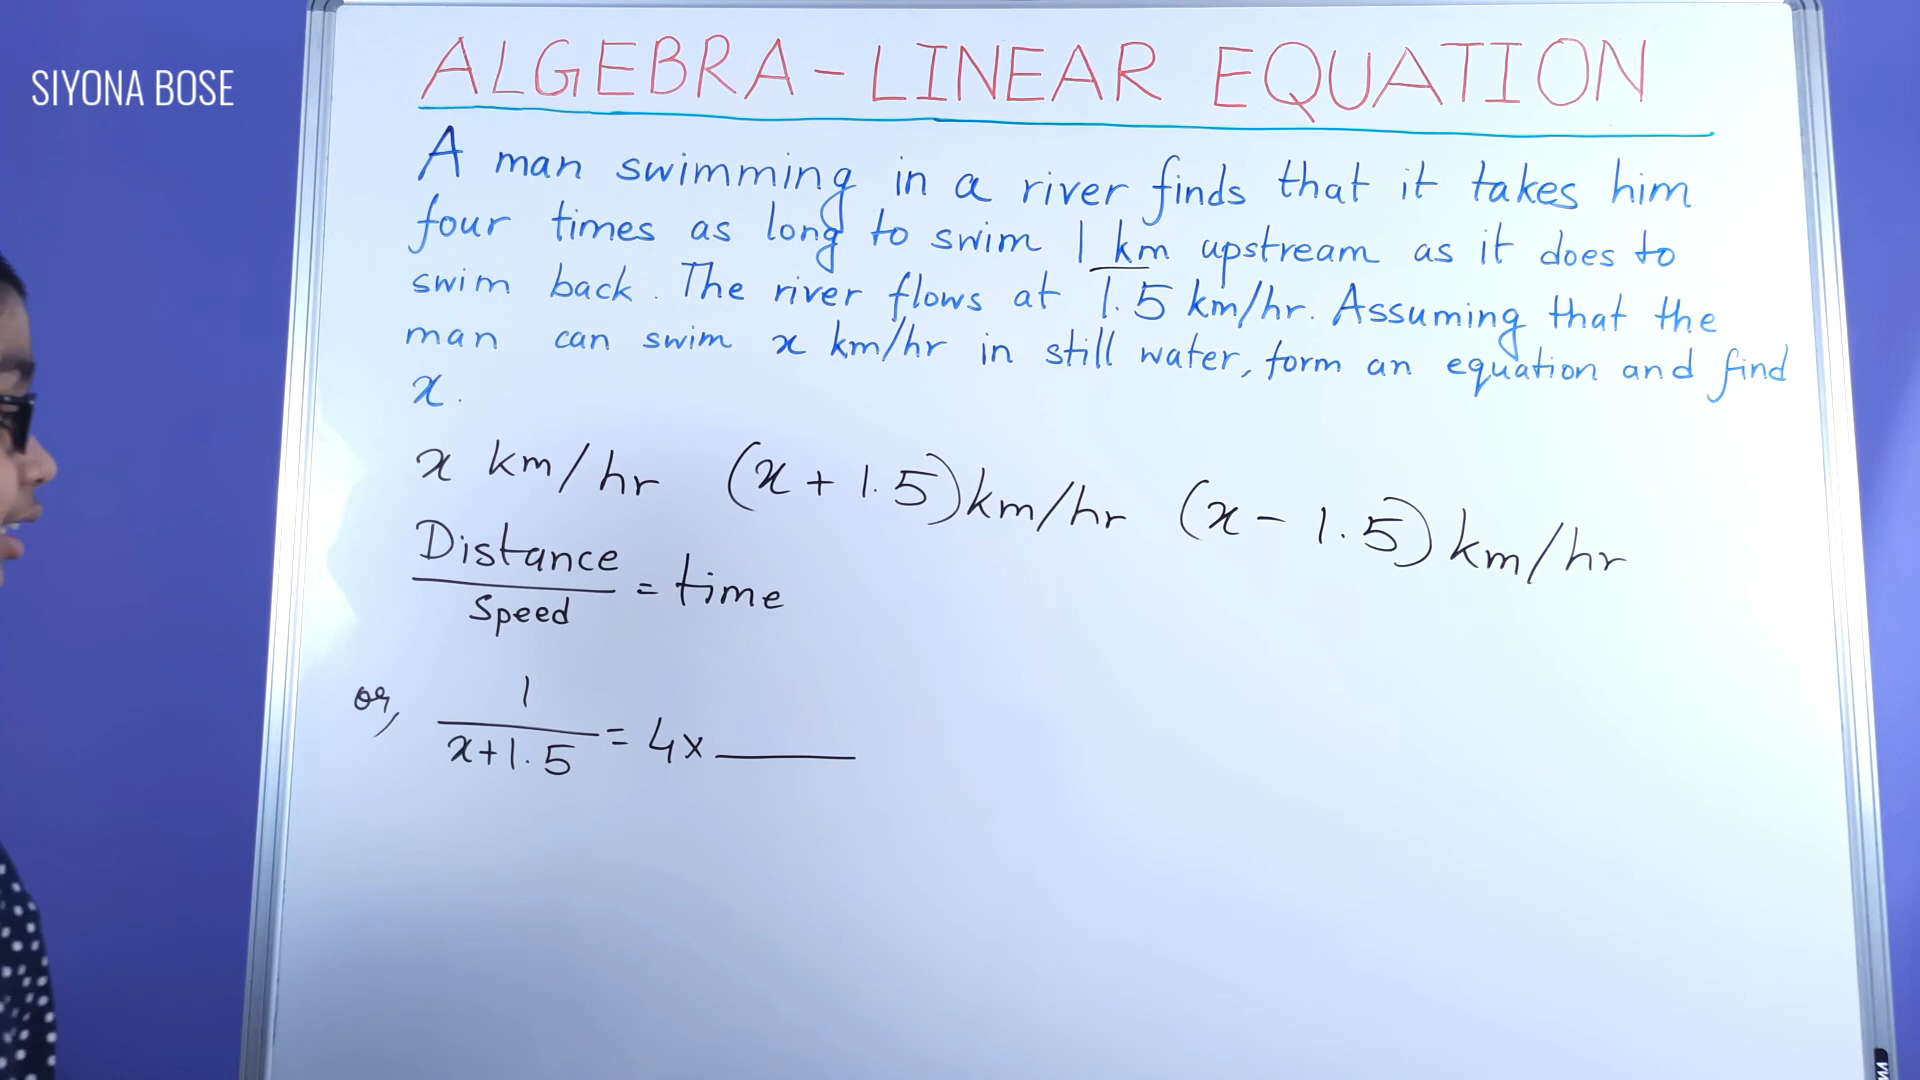 SIYONA BOSE
ALGEBRA - LINEAR EQUATION
A man swimming in a river finds that it takes him
four times as long to swim 1 km upstream as it does to
swim back. The river flows at 1.5 km/hr. Assuming that the
man can swim x km/hr in still water, form an equation and find
x.
x km/hr (x + 1.5) km/hr (x - 1.5) km/hr
Distance
Speed
= time
or,
1
x+1.5
= 4x